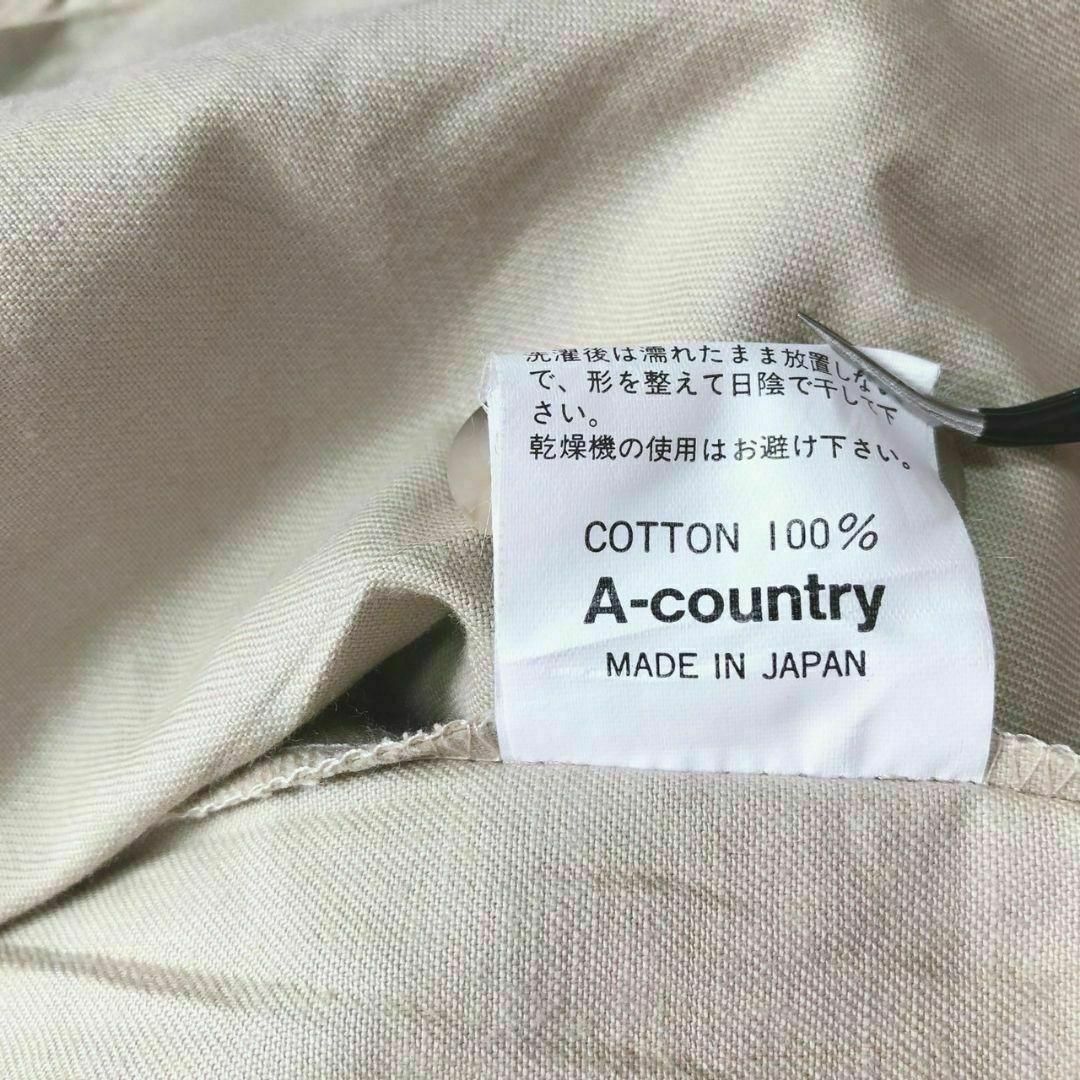 洗濯後は濡れたまま放置しない
で、形を整えて日陰で干して下
さい。
乾燥機の使用はお避け下さい。
COTTON 100%
A-country
MADE IN JAPAN